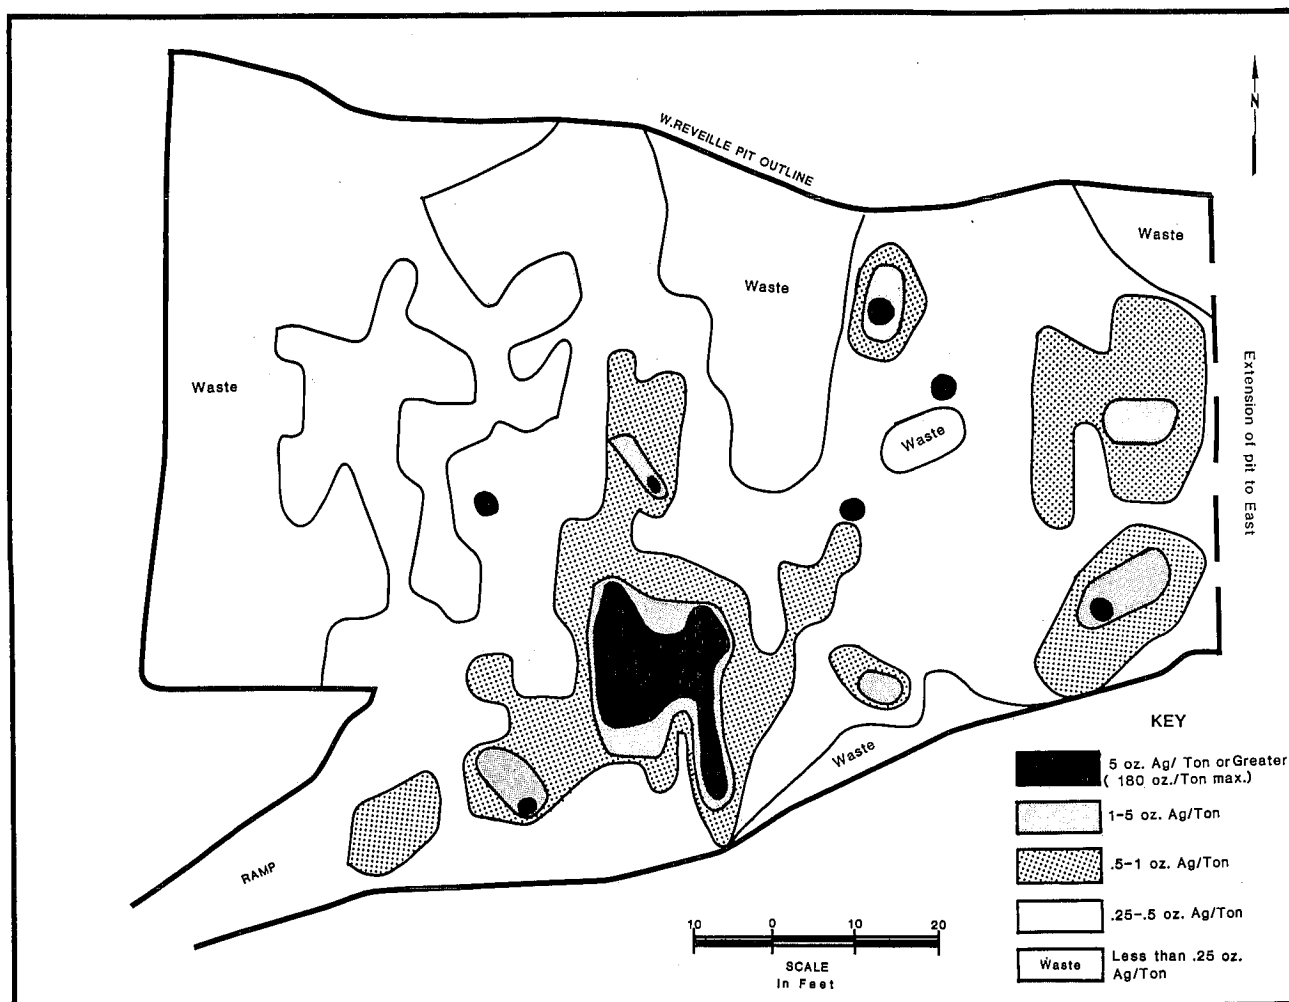 N
W.REVEILLE PIT OUTLINE
Waste
Waste
Waste
Waste
Extension of pit to East
Waste
RAMP
KEY
5 oz. Ag/ Ton or Greater
( 180 oz./Ton max.)
1-5 oz. Ag/Ton
.5-1 oz. Ag/Ton
.25-.5 oz. Ag/Ton
Waste
Less than .25 oz.
Ag/Ton
10 0 10 20
SCALE
In Feet